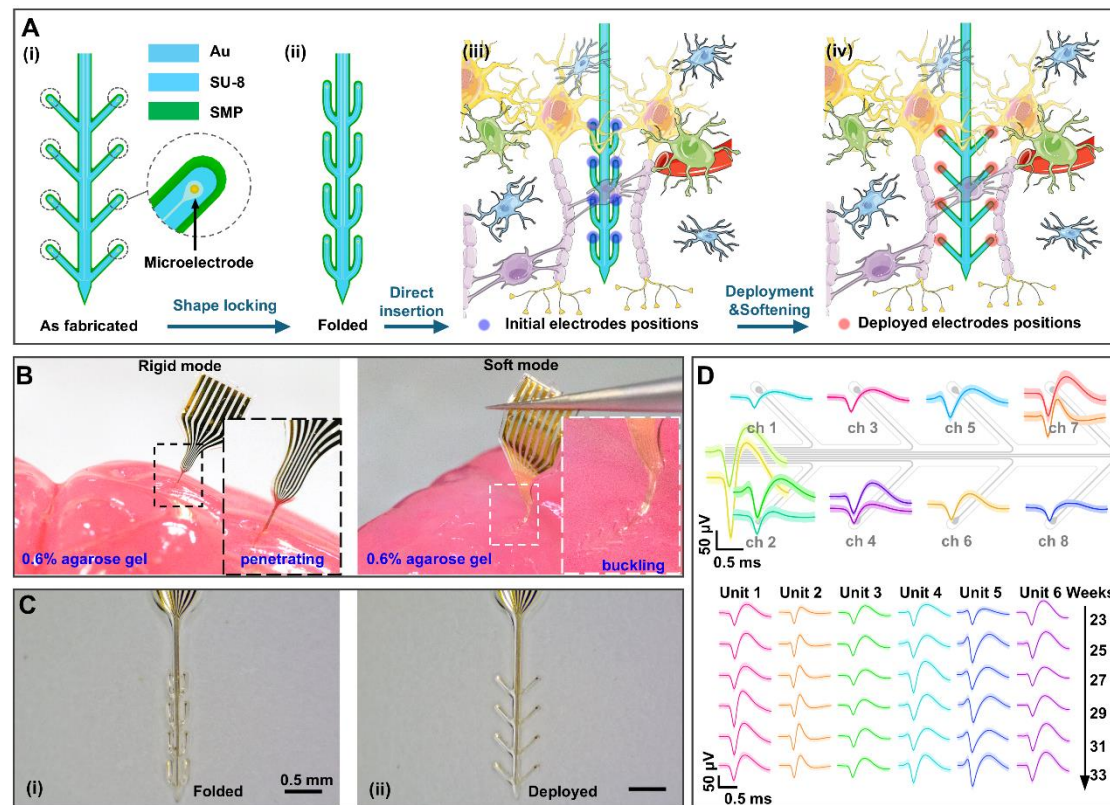 A
(i)
Au
SU-8
SMP
Microelectrode
As fabricated
Shape locking
(ii)
Folded
Direct
insertion
(iii)
Initial electrodes positions
Deployment
&Softening
(iv)
Deployed electrodes positions
B
Rigid mode
0.6% agarose gel
penetrating
Soft mode
0.6% agarose gel
buckling
C
(i)
Folded
0.5 mm
(ii)
Deployed
D
ch 1
ch 3
ch 5
ch 7
50 µV
0.5 ms
ch 2
ch 4
ch 6
ch 8
Unit 1 Unit 2 Unit 3 Unit 4 Unit 5 Unit 6 Weeks
23
25
27
29
31
33
50 µV
0.5 ms